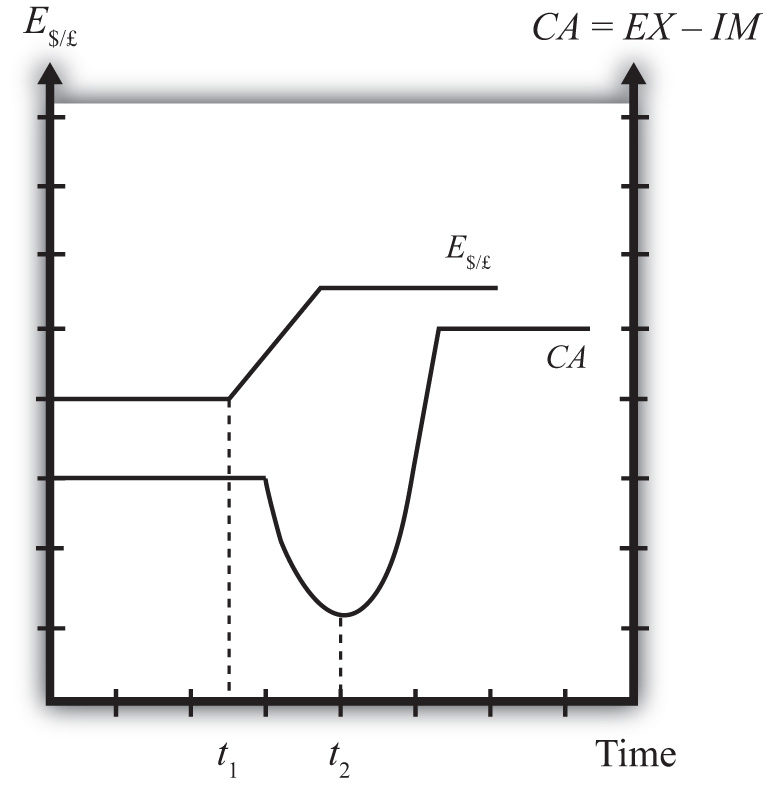 E$/£
CA = EX – IM
E$/£
CA
t1
t2
Time